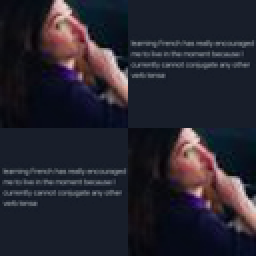 learning French has really encouraged
me to live in the moment because I
currently cannot conjugate any other
verb tense
learning French has really encouraged
me to live in the moment because I
currently cannot conjugate any other
verb tense